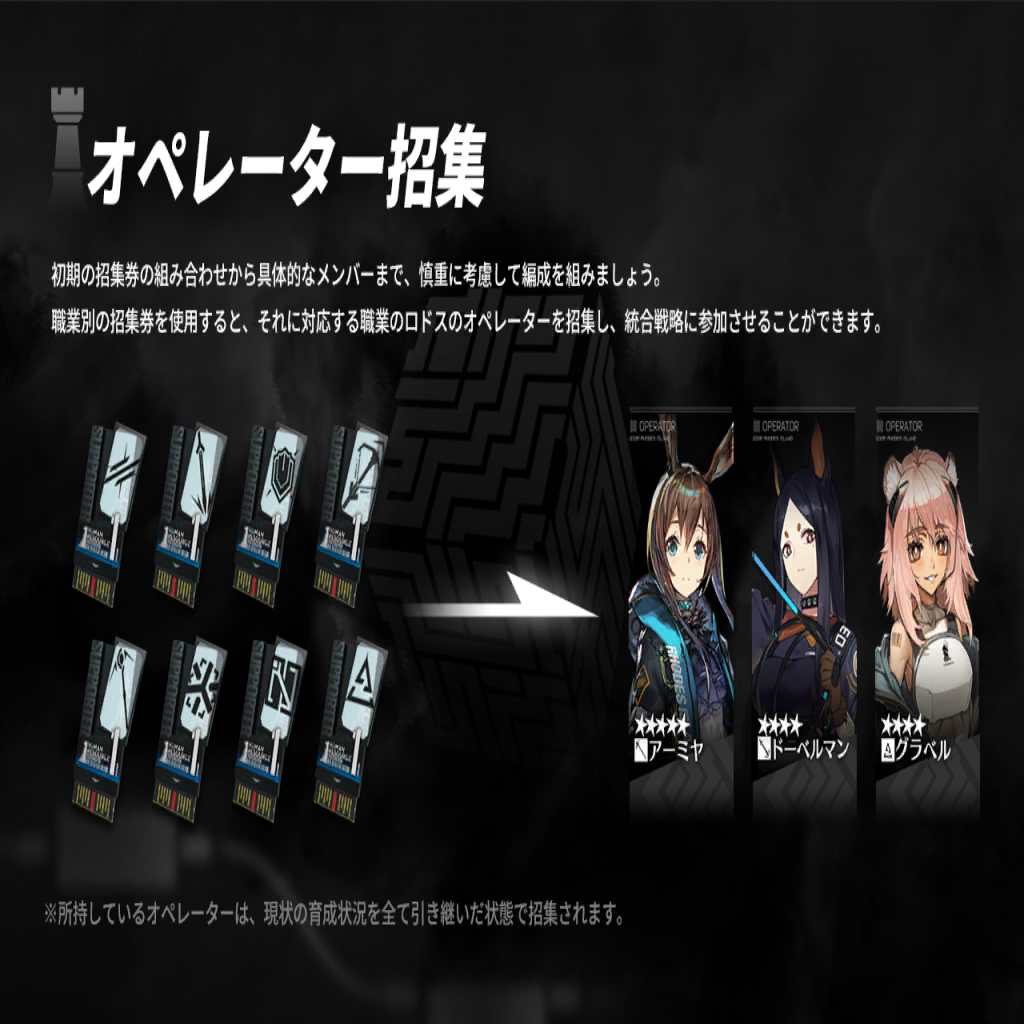 オペレーター招集
初期の招集券の組み合わせから具体的なメンバーまで、慎重に考慮して編成を組みましょう。
職業別の招集券を使用すると、それに対応する職業のロドスのオペレーターを招集し、統合戦略に参加させることができます。
OPERATOR
OPERATOR
OPERATOR
アーミヤ
ドーベルマン
グラベル
※所持しているオペレーターは、現状の育成状況を全て引き継いだ状態で招集されます。